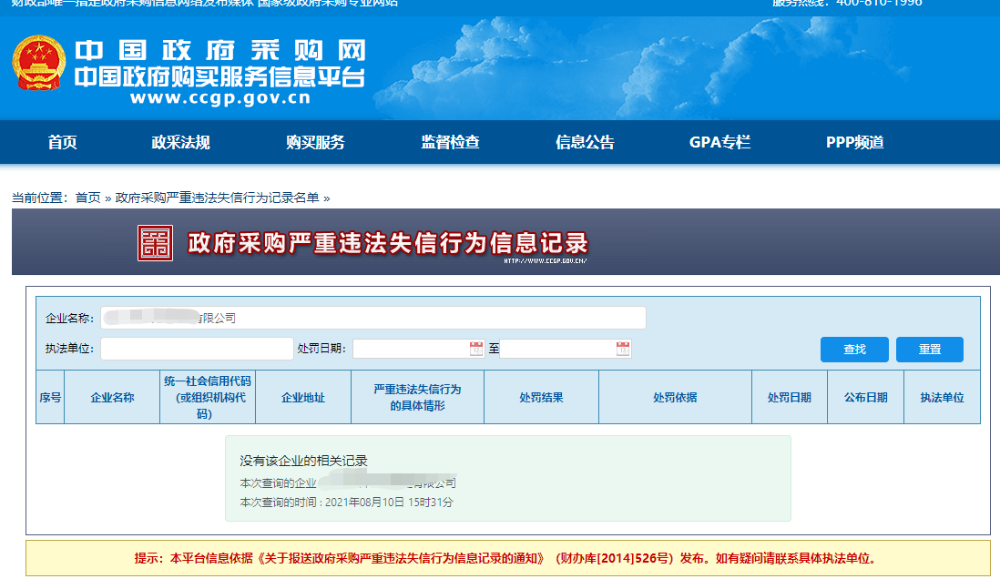 财政部唯一指定政府采购信息网络发布媒体 国家级政府采购专业网站
服务热线：400-810-1996
中国政府采购网
中国政府购买服务信息平台
www.ccgp.gov.cn
首页 政采法规 购买服务 监督检查 信息公告 GPA专栏 PPP频道
当前位置：首页 » 政府采购严重违法失信行为记录名单 »
政府采购严重违法失信行为信息记录
HTTP://WWW.CCGP.GOV.CN/
企业名称：有限公司
执法单位： 处罚日期： 至 查找 重置
序号 企业名称 统一社会信用代码（或组织机构代码） 企业地址 严重违法失信行为的具体情形 处罚结果 处罚依据 处罚日期 公布日期 执法单位
没有该企业的相关记录
本次查询的企业 有限公司
本次查询的时间 : 2021年08月10日 15时31分
提示：本平台信息依据《关于报送政府采购严重违法失信行为信息记录的通知》（财办库[2014]526号）发布。如有疑问请联系具体执法单位。